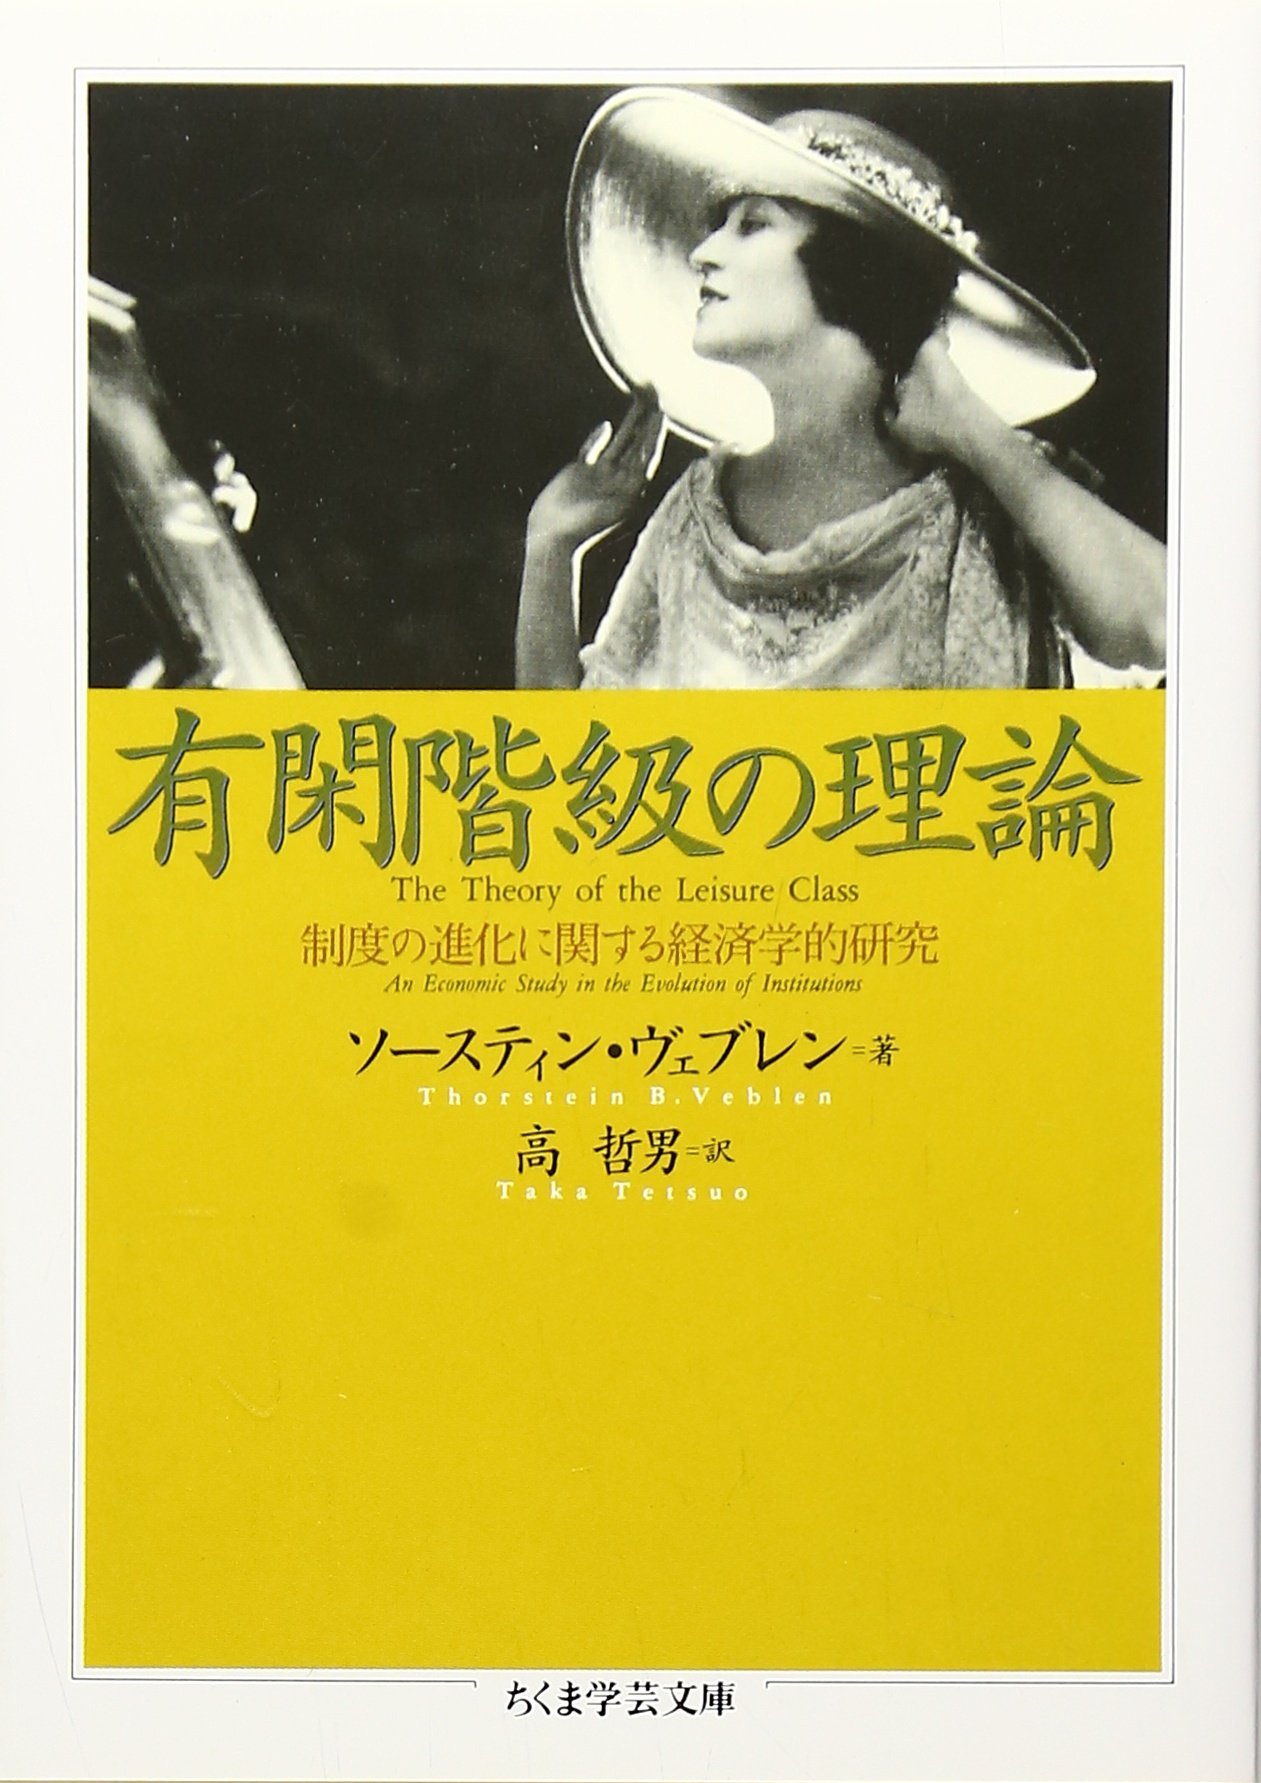 有閑階級の理論
The Theory of the Leisure Class
制度の進化に関する経済学的研究
An Economic Study in the Evolution of Institutions
ソースティン・ヴェブレン=著
Thorstein B. Veblen
高 哲男=訳
Taka Tetsuo
ちくま学芸文庫